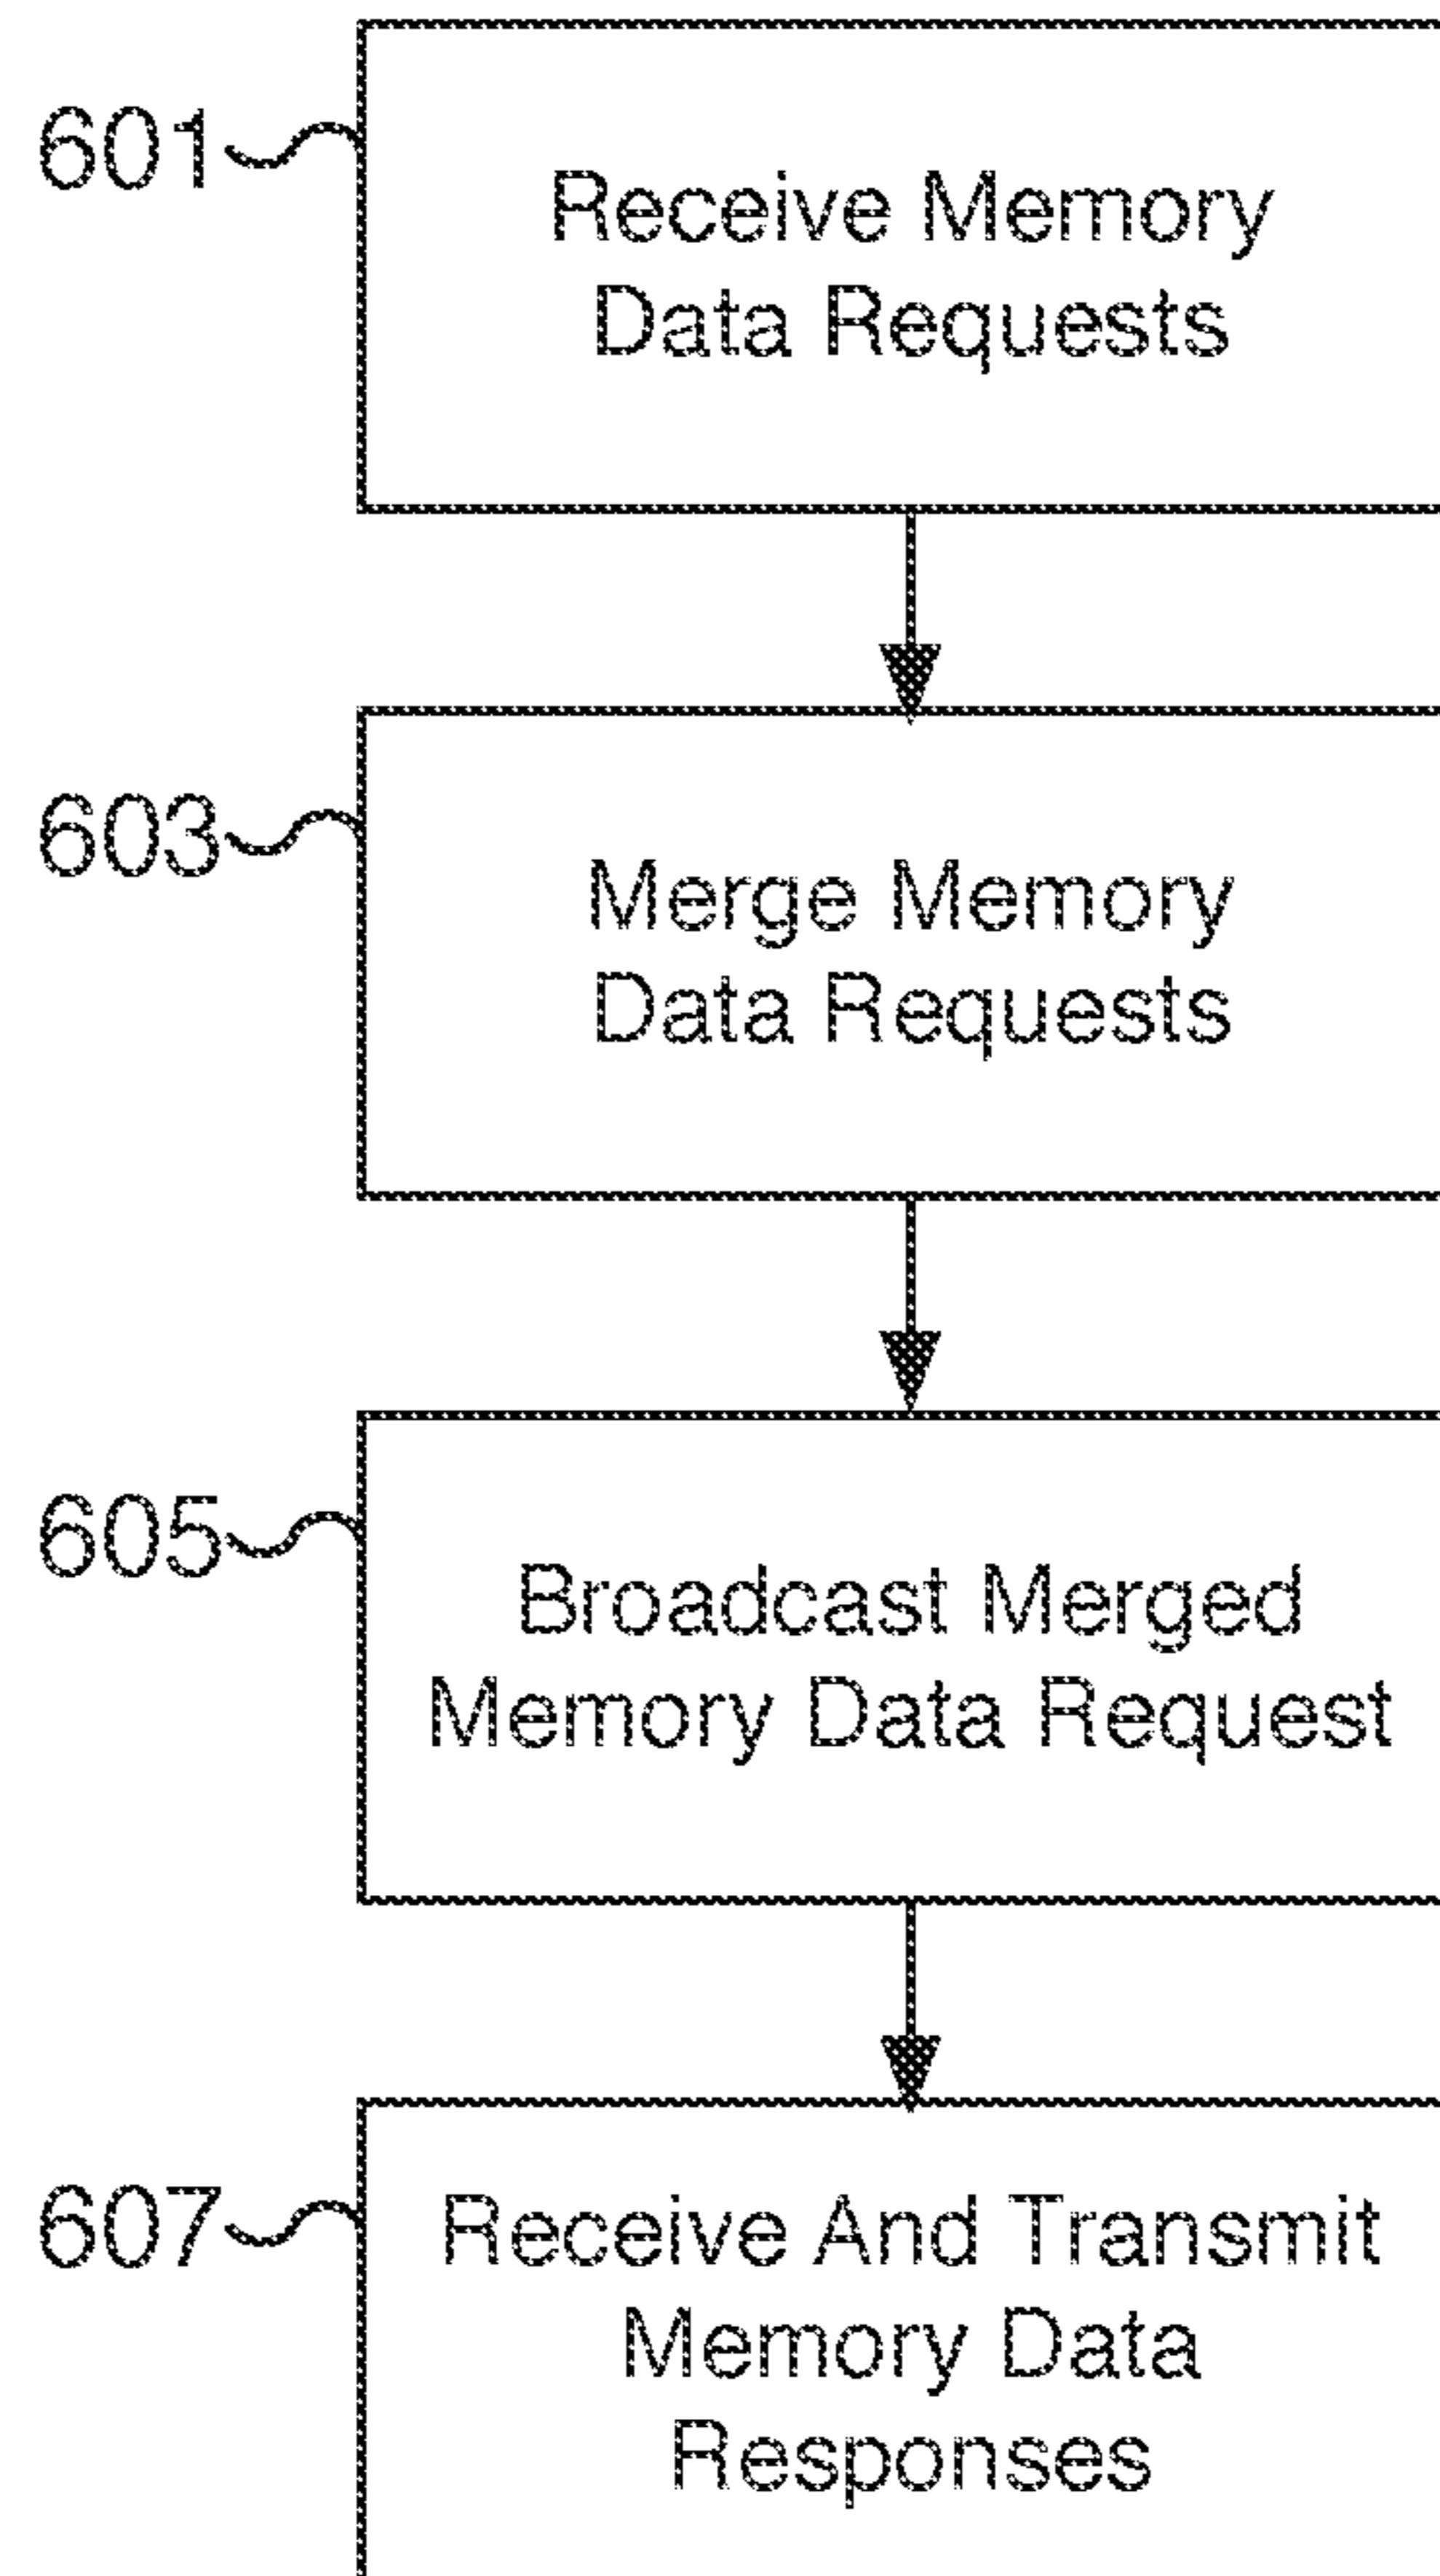 601
Receive Memory
Data Requests
603
Merge Memory
Data Requests
605
Broadcast Merged
Memory Data Request
607
Receive And Transmit
Memory Data
Responses